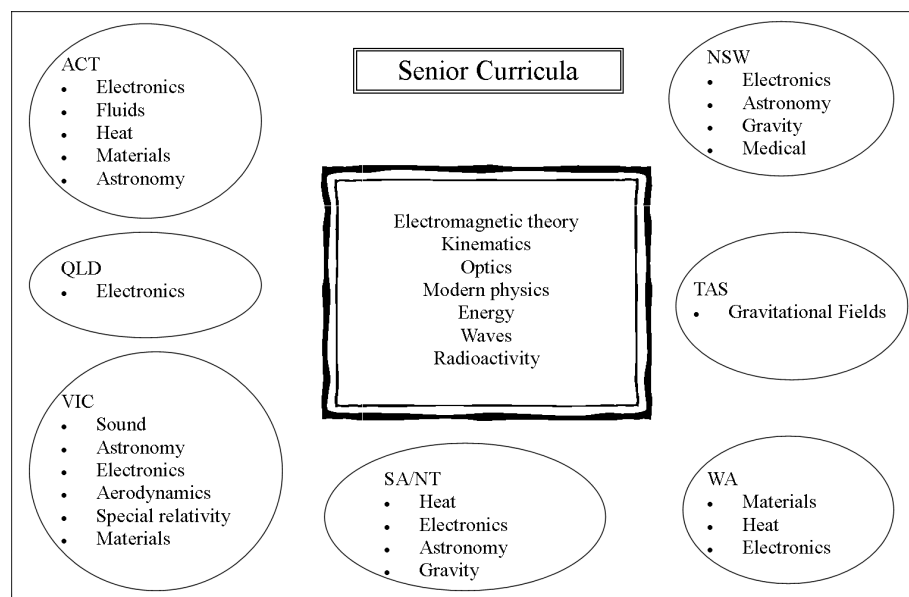 Senior Curricula
ACT
• Electronics
• Fluids
• Heat
• Materials
• Astronomy
NSW
• Electronics
• Astronomy
• Gravity
• Medical
Electromagnetic theory
Kinematics
Optics
Modern physics
Energy
Waves
Radioactivity
QLD
• Electronics
TAS
• Gravitational Fields
VIC
• Sound
• Astronomy
• Electronics
• Aerodynamics
• Special relativity
• Materials
SA/NT
• Heat
• Electronics
• Astronomy
• Gravity
WA
• Materials
• Heat
• Electronics